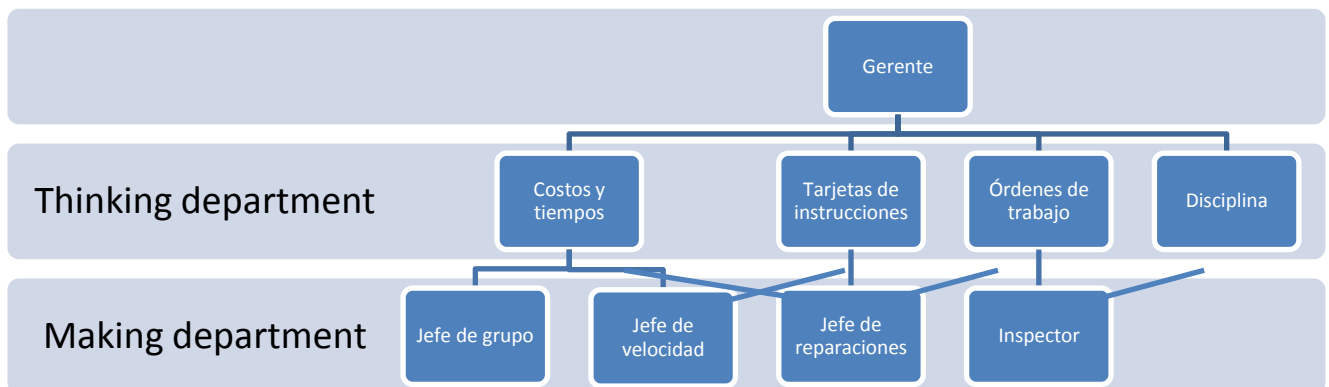 Gerente
Thinking department
Costos y
tiempos
Tarjetas de
instrucciones
Órdenes de
trabajo
Disciplina
Making department
Jefe de grupo
Jefe de
velocidad
Jefe de
reparaciones
Inspector